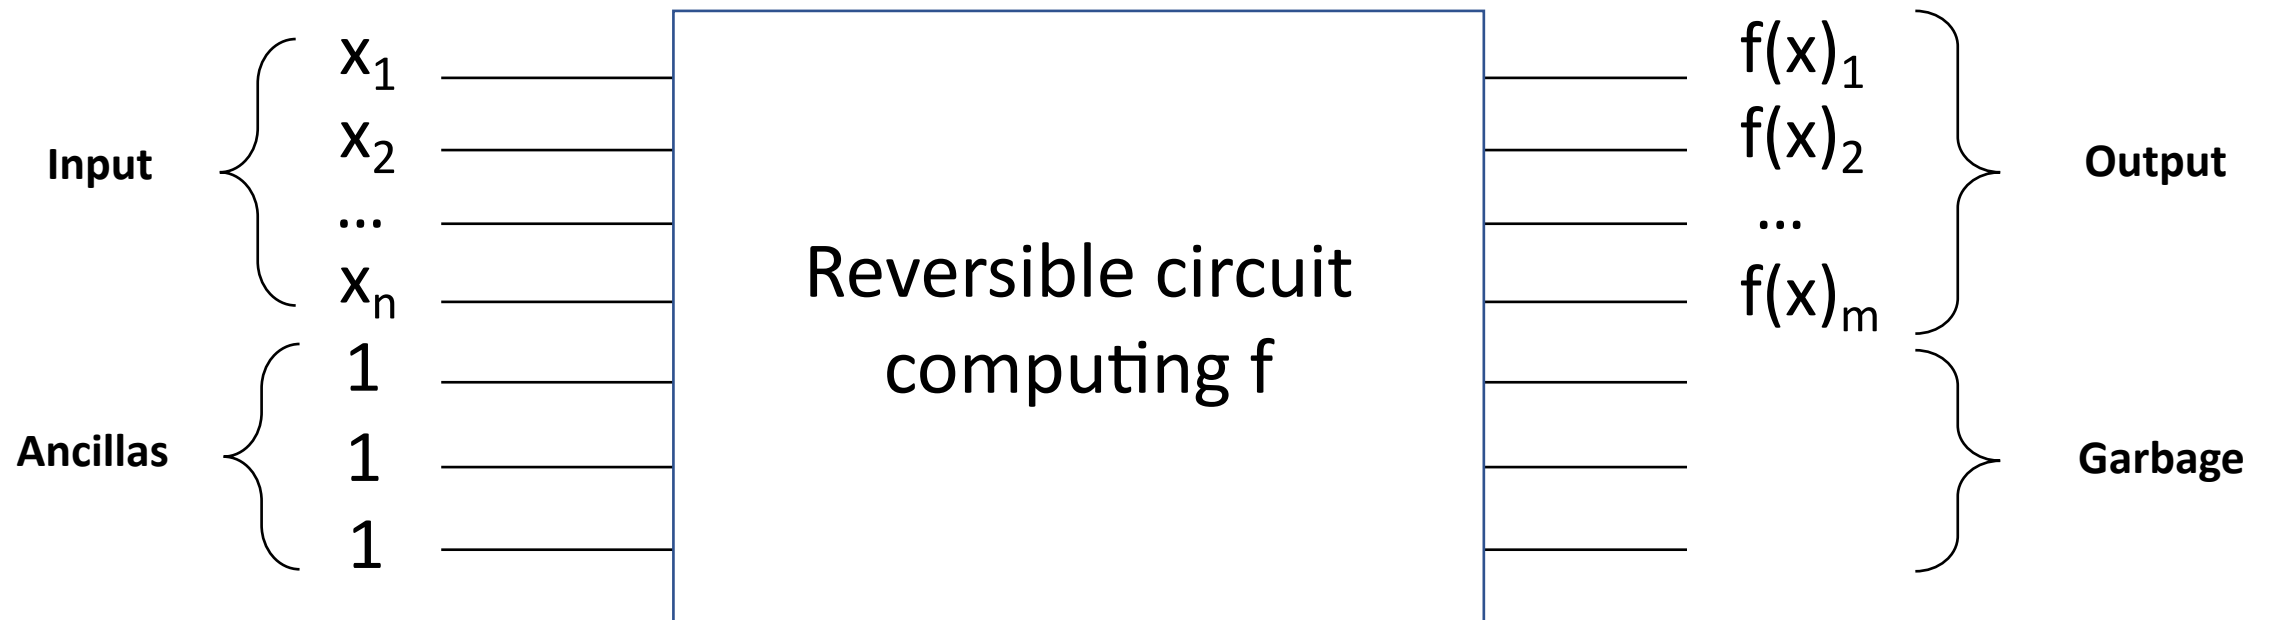 Input
x₁
x₂
...
xₙ
Ancillas
1
1
1
Reversible circuit
computing f
f(x)₁
f(x)₂
...
f(x)ₘ
Output
Garbage